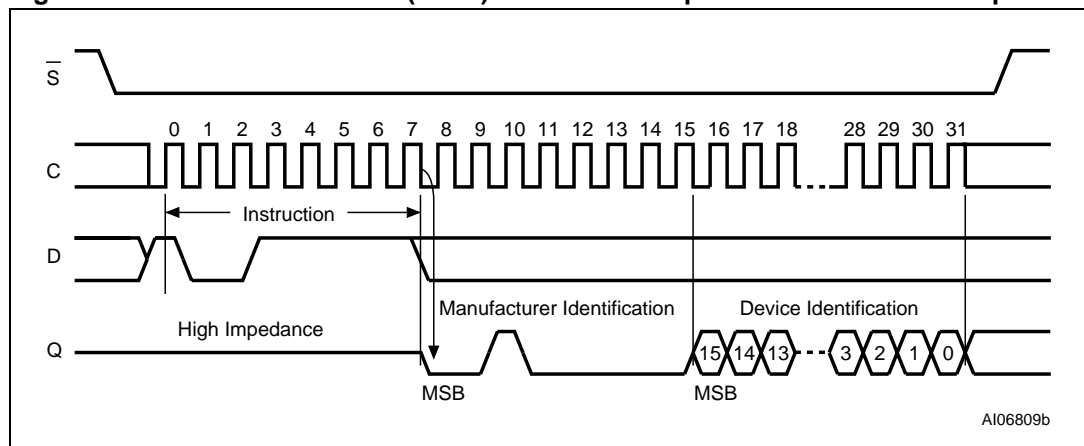 S
0 1 2 3 4 5 6 7 8 9 10 11 12 13 14 15 16 17 18 28 29 30 31
C
Instruction
D
Manufacturer Identification Device Identification
High Impedance
Q
15 14 13 3 2 1 0
MSB MSB
AI06809b